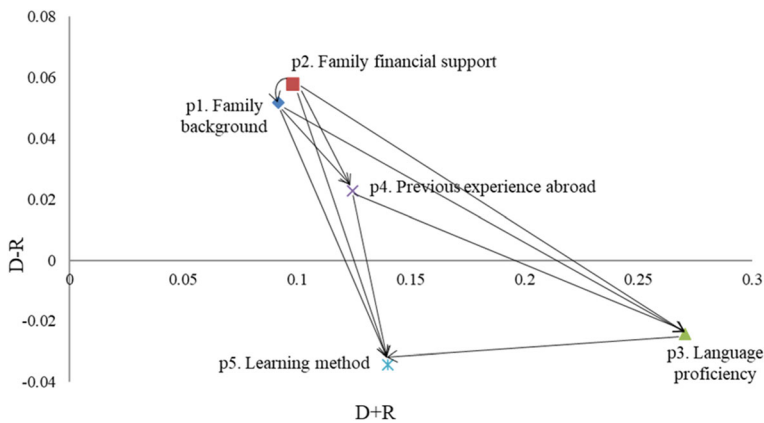 0.08
p2. Family financial support
0.06
p1. Family
background
0.04
p4. Previous experience abroad
0.02
D-R
0
0 0.05 0.1 0.15 0.2 0.25 0.3
-0.02
p3. Language
proficiency
p5. Learning method
-0.04
D+R